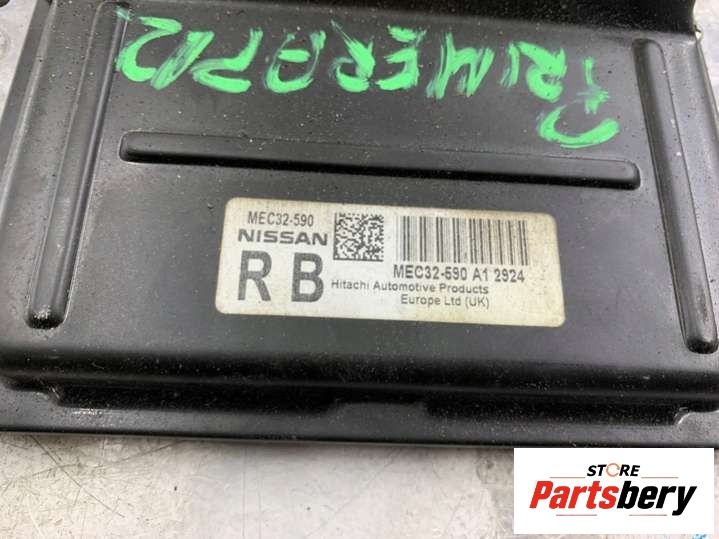 PRIMERA P12
MEC32-590
NISSAN
R B
MEC32-590 A1 2924
Hitachi Automotive Products
Europe Ltd (UK)
STORE
Partsbery